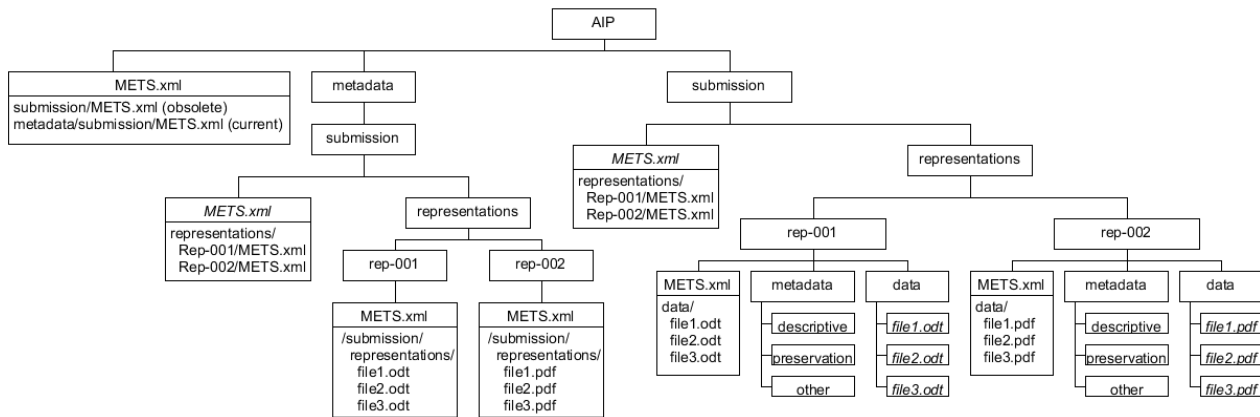 AIP
METS.xml
submission/METS.xml (obsolete)
metadata/submission/METS.xml (current)
metadata
submission
METS.xml
representations/
Rep-001/METS.xml
Rep-002/METS.xml
representations
rep-001
METS.xml
/submission/
representations/
file1.odt
file2.odt
file3.odt
rep-002
METS.xml
/submission/
representations/
file1.pdf
file2.pdf
file3.pdf
submission
METS.xml
representations/
Rep-001/METS.xml
Rep-002/METS.xml
representations
rep-001
METS.xml
data/
file1.odt
file2.odt
file3.odt
metadata
descriptive
preservation
other
data
file1.odt
file2.odt
file3.odt
rep-002
METS.xml
data/
file1.pdf
file2.pdf
file3.pdf
metadata
descriptive
preservation
other
data
file1.pdf
file2.pdf
file3.pdf